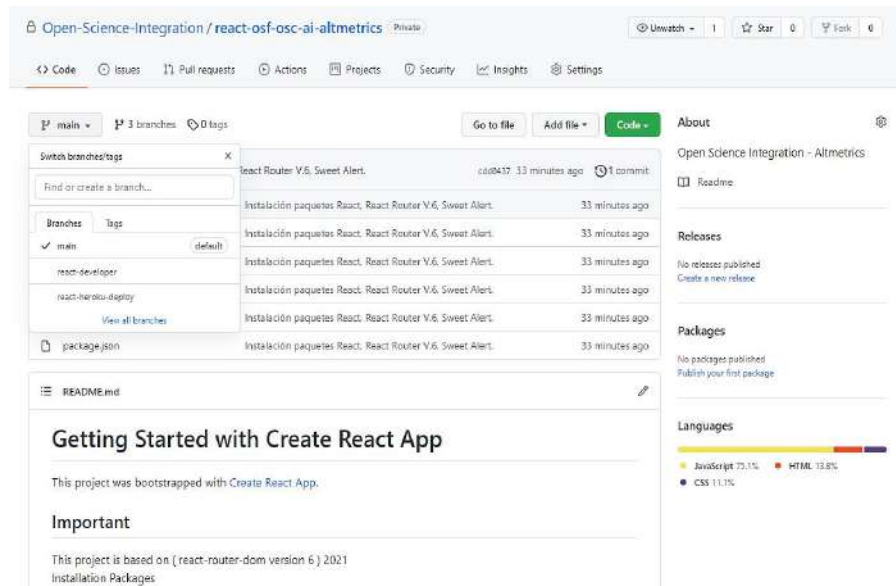 Open-Science-Integration / react-osf-osc-ai-altmetrics Private
Unwatch 1 Star 0 Fork 0
Code Issues Pull requests Actions Projects Security Insights Settings
main 3 branches 0 tags Go to file Add file Code
Switch branches/tags
Find or create a branch...
Branches Tags
main default
react-developer
react-heroku-deploy
View all branches
React Router V.6, Sweet Alert. 33 minutes ago 1 commit
Instalación paquetes React, React Router V.6, Sweet Alert. 33 minutes ago
Instalación paquetes React, React Router V.6, Sweet Alert. 33 minutes ago
Instalación paquetes React, React Router V.6, Sweet Alert. 33 minutes ago
Instalación paquetes React, React Router V.6, Sweet Alert. 33 minutes ago
Instalación paquetes React, React Router V.6, Sweet Alert. 33 minutes ago
package.json Instalación paquetes React, React Router V.6, Sweet Alert. 33 minutes ago
README.md
Getting Started with Create React App
This project was bootstrapped with Create React App.
Important
This project is based on ( react-router-dom version 6 ) 2021
Installation Packages
About
Open Science Integration - Altmetrics
Readme
Releases
No releases published
Create a new release
Packages
No packages published
Publish your first package
Languages
JavaScript 75.1% HTML 13.8%
CSS 11.1%